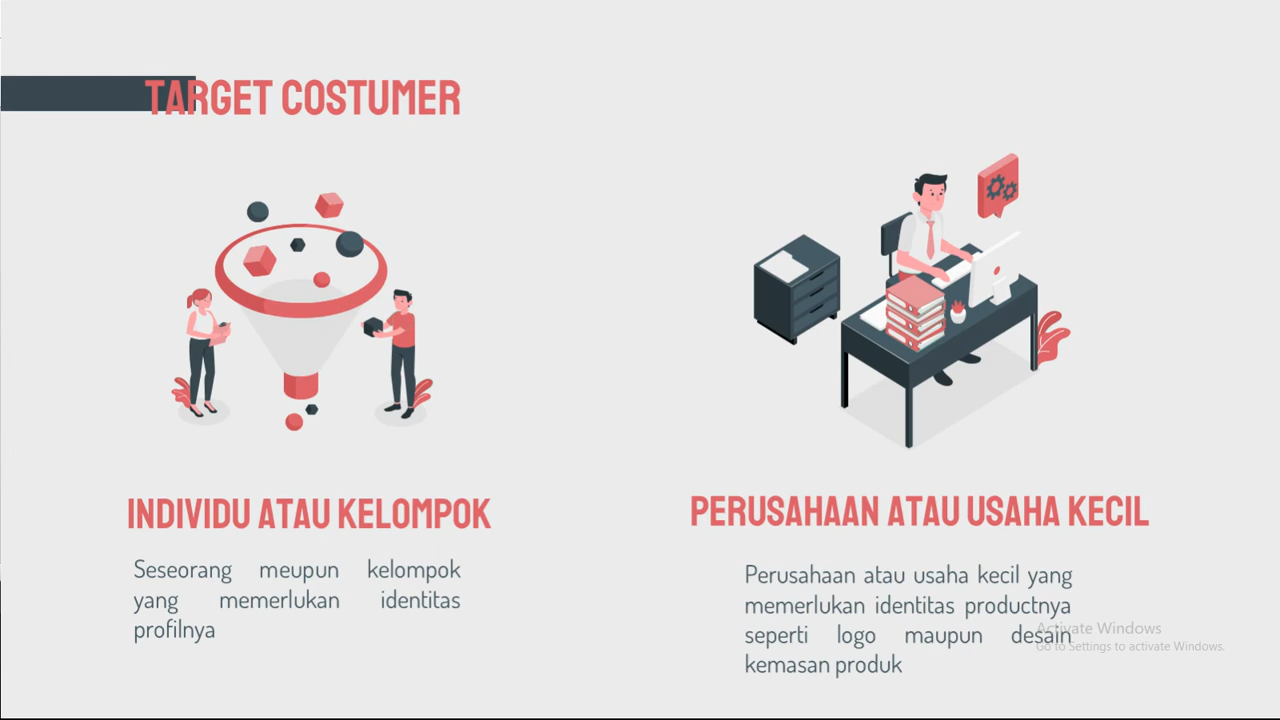 TARGET COSTUMER
INDIVIDU ATAU KELOMPOK
Seseorang meupun kelompok
yang memerlukan identitas
profilnya
PERUSAHAAN ATAU USAHA KECIL
Perusahaan atau usaha kecil yang
memerlukan identitas productnya
seperti logo maupun desain
kemasan produk
Activate Windows
Go to Settings to activate Windows.